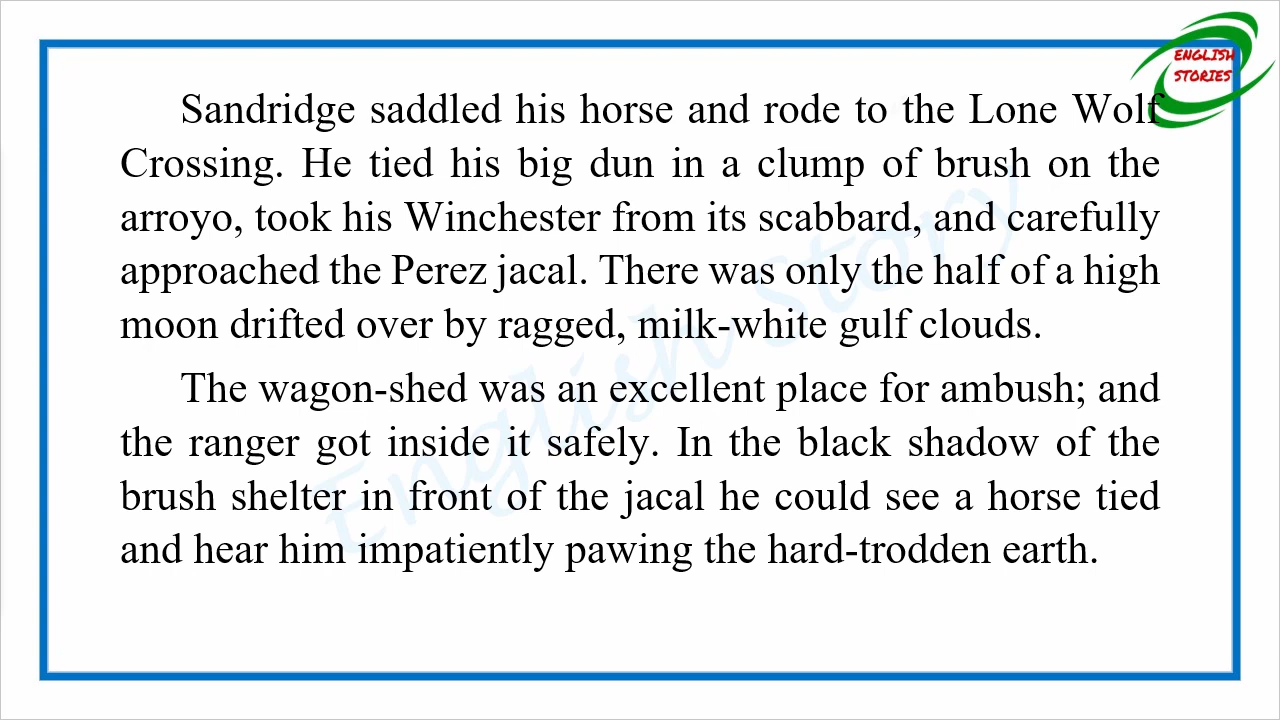 ENGLISH
STORIES
Sandridge saddled his horse and rode to the Lone Wolf
Crossing. He tied his big dun in a clump of brush on the
arroyo, took his Winchester from its scabbard, and carefully
approached the Perez jacal. There was only the half of a high
moon drifted over by ragged, milk-white gulf clouds.
The wagon-shed was an excellent place for ambush; and
the ranger got inside it safely. In the black shadow of the
brush shelter in front of the jacal he could see a horse tied
and hear him impatiently pawing the hard-trodden earth.
English Story